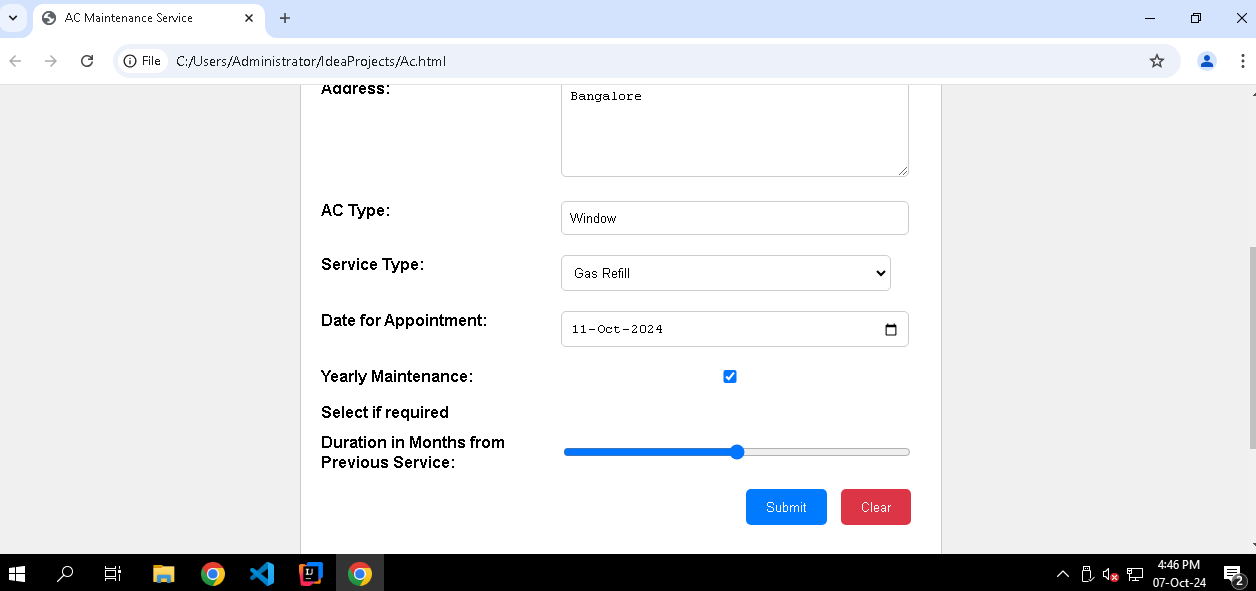 AC Maintenance Service
File
C:/Users/Administrator/IdeaProjects/Ac.html
Address:
Bangalore
AC Type:
Window
Service Type:
Gas Refill
Date for Appointment:
11-Oct-2024
Yearly Maintenance:
Select if required
Duration in Months from
Previous Service:
Submit
Clear
IJ
4:46 PM
07-Oct-24
2